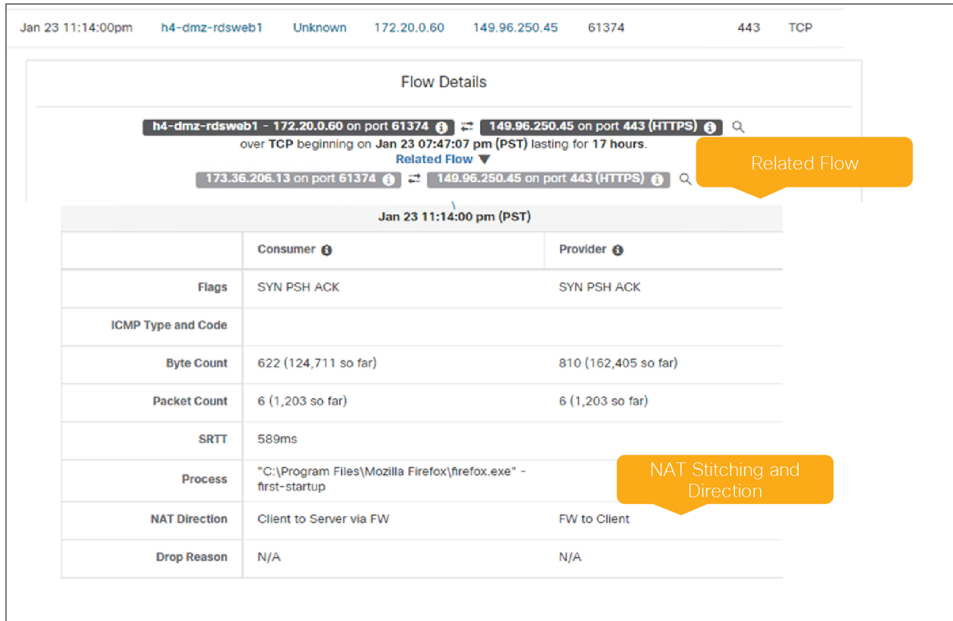 Jan 23 11:14:00pm h4-dmz-rdsweb1 Unknown 172.20.0.60 149.96.250.45 61374 443 TCP
Flow Details
h4-dmz-rdsweb1 - 172.20.0.60 on port 61374 149.96.250.45 on port 443 (HTTPS)
over TCP beginning on Jan 23 07:47:07 pm (PST) lasting for 17 hours.
Related Flow ▼
173.36.206.13 on port 61374 149.96.250.45 on port 443 (HTTPS)
Related Flow
Jan 23 11:14:00 pm (PST)
Consumer Provider
Flags SYN PSH ACK SYN PSH ACK
ICMP Type and Code
Byte Count 622 (124,711 so far) 810 (162,405 so far)
Packet Count 6 (1,203 so far) 6 (1,203 so far)
SRTT 589ms
Process "C:\Program Files\Mozilla Firefox\firefox.exe" -
first-startup
NAT Stitching and
Direction
NAT Direction Client to Server via FW FW to Client
Drop Reason N/A N/A